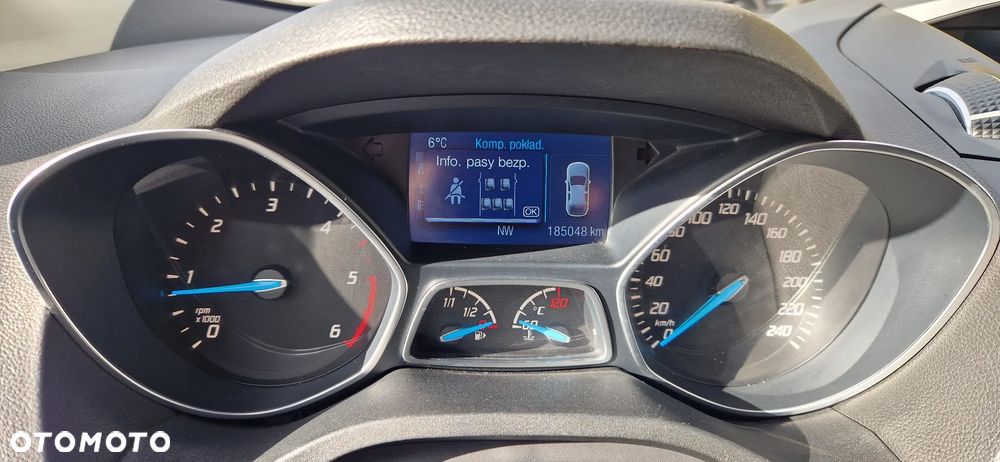 6°C Komp. pokład.
Info. pasy bezp.
OK
NW 185048 km
0 1 2 3 4 5 6
rpm
x1000
1/1 1/2 0
60 °C 120
0 20 40 60 80 100 120 140 160 180 200 220 240
km/h
OTOMOTO